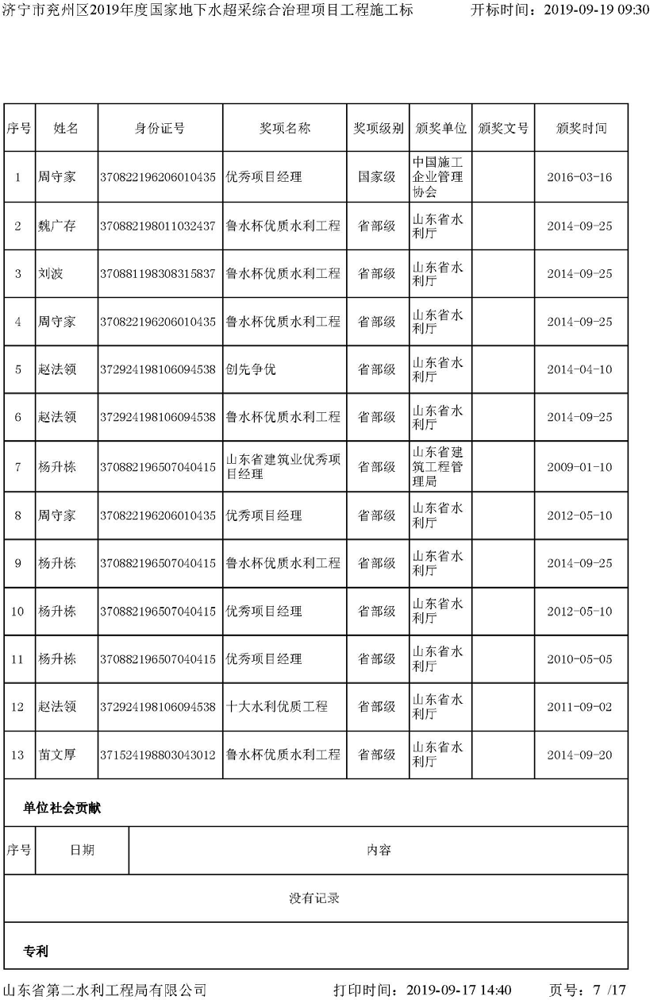 济宁市兖州区2019年度国家地下水超采综合治理项目工程施工标 开标时间：2019-09-19 09:30
序号 姓名 身份证号 奖项名称 奖项级别 颁奖单位 颁奖文号 颁奖时间
1 周守家 370822196206010435 优秀项目经理 国家级 中国施工企业管理协会 2016-03-16
2 魏广存 370882198011032437 鲁水杯优质水利工程 省部级 山东省水利厅 2014-09-25
3 刘波 370881198308315837 鲁水杯优质水利工程 省部级 山东省水利厅 2014-09-25
4 周守家 370822196206010435 鲁水杯优质水利工程 省部级 山东省水利厅 2014-09-25
5 赵法领 372924198106094538 创先争优 省部级 山东省水利厅 2014-04-10
6 赵法领 372924198106094538 鲁水杯优质水利工程 省部级 山东省水利厅 2014-09-25
7 杨升栋 370882196507040415 山东省建筑业优秀项目经理 省部级 山东省建筑工程管理局 2009-01-10
8 周守家 370822196206010435 优秀项目经理 省部级 山东省水利厅 2012-05-10
9 杨升栋 370882196507040415 鲁水杯优质水利工程 省部级 山东省水利厅 2014-09-25
10 杨升栋 370882196507040415 优秀项目经理 省部级 山东省水利厅 2012-05-10
11 杨升栋 370882196507040415 优秀项目经理 省部级 山东省水利厅 2010-05-05
12 赵法领 372924198106094538 十大水利优质工程 省部级 山东省水利厅 2011-09-02
13 苗文厚 371524198803043012 鲁水杯优质水利工程 省部级 山东省水利厅 2014-09-20
单位社会贡献
序号 日期 内容
没有记录
专利
山东省第二水利工程局有限公司 打印时间：2019-09-17 14:40 页号：7 /17